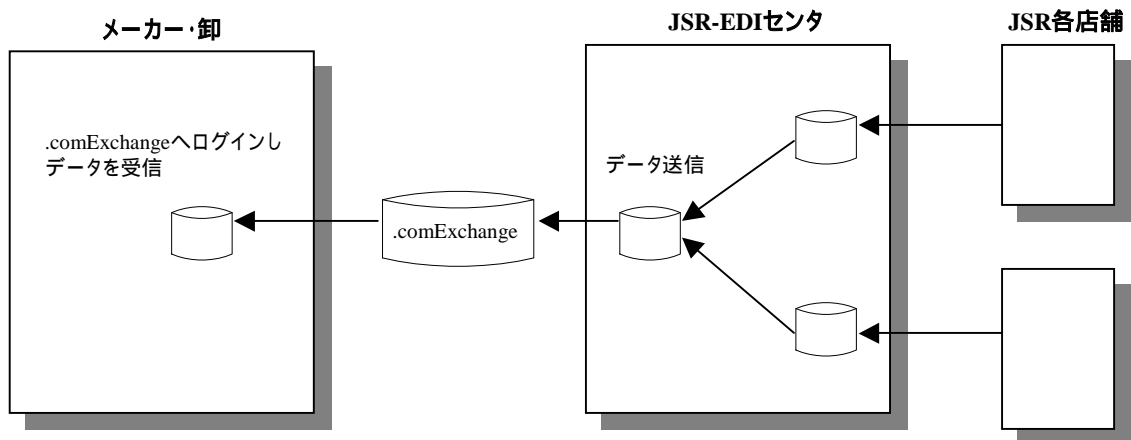 メーカー・卸
JSR-EDIセンタ
JSR各店舗
.comExchangeへログインし
データを受信
データ送信
.comExchange